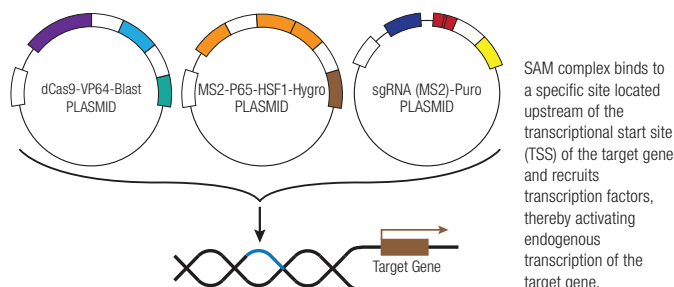 dCas9-VP64-Blast
PLASMID
MS2-P65-HSF1-Hygro
PLASMID
sgRNA (MS2)-Puro
PLASMID
SAM complex binds to
a specific site located
upstream of the
transcriptional start site
(TSS) of the target gene
and recruits
transcription factors,
thereby activating
endogenous
transcription of the
target gene.
Target Gene